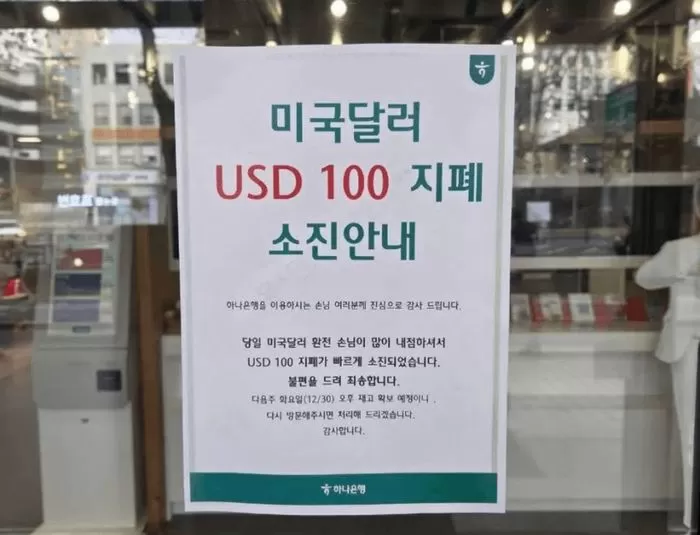 미국달러
USD 100 지폐
소진안내
하나은행을 이용하시는 손님 여러분께 진심으로 감사 드립니다.
당일 미국달러 환전 손님이 많이 내점하셔서
USD 100 지폐가 빠르게 소진되었습니다.
불편을 드려 죄송합니다.
다음주 화요일(12/30) 오후 재고 확보 예정이니 ,
다시 방문해주시면 처리해 드리겠습니다.
감사합니다.
하나은행